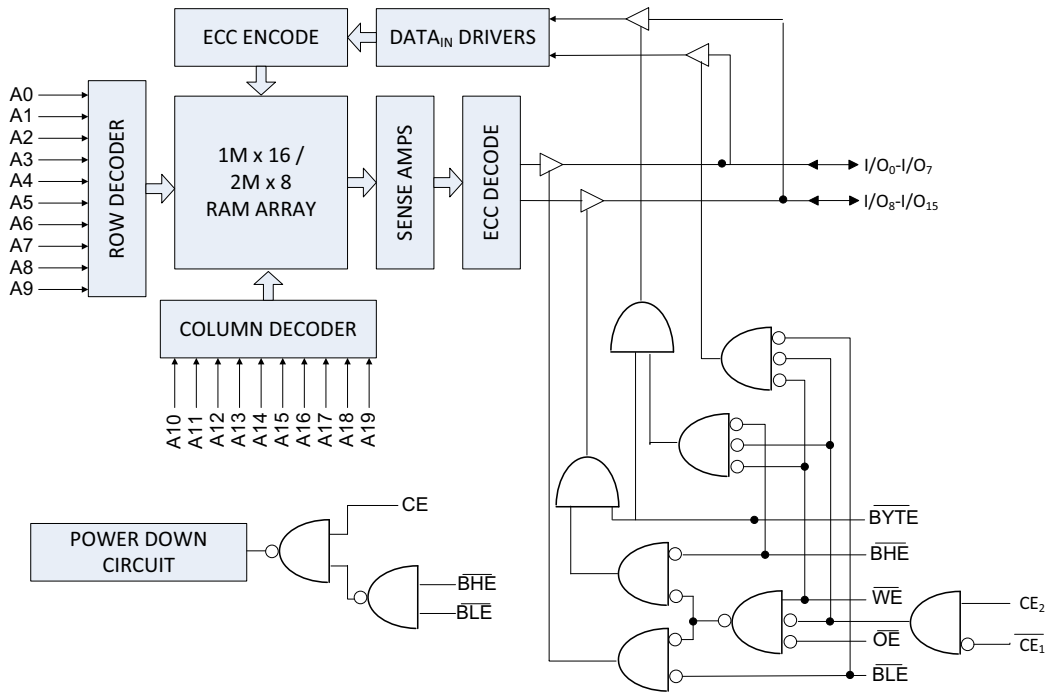 ECC ENCODE
DATAIN DRIVERS
A0
A1
A2
A3
A4
A5
A6
A7
A8
A9
ROW DECODER
1M x 16 /
2M x 8
RAM ARRAY
SENSE AMPS
ECC DECODE
I/O0-I/O7
I/O8-I/O15
COLUMN DECODER
A10
A11
A12
A13
A14
A15
A16
A17
A18
A19
POWER DOWN
CIRCUIT
CE
BHE
BLE
BYTE
BHE
WE
OE
BLE
CE2
CE1